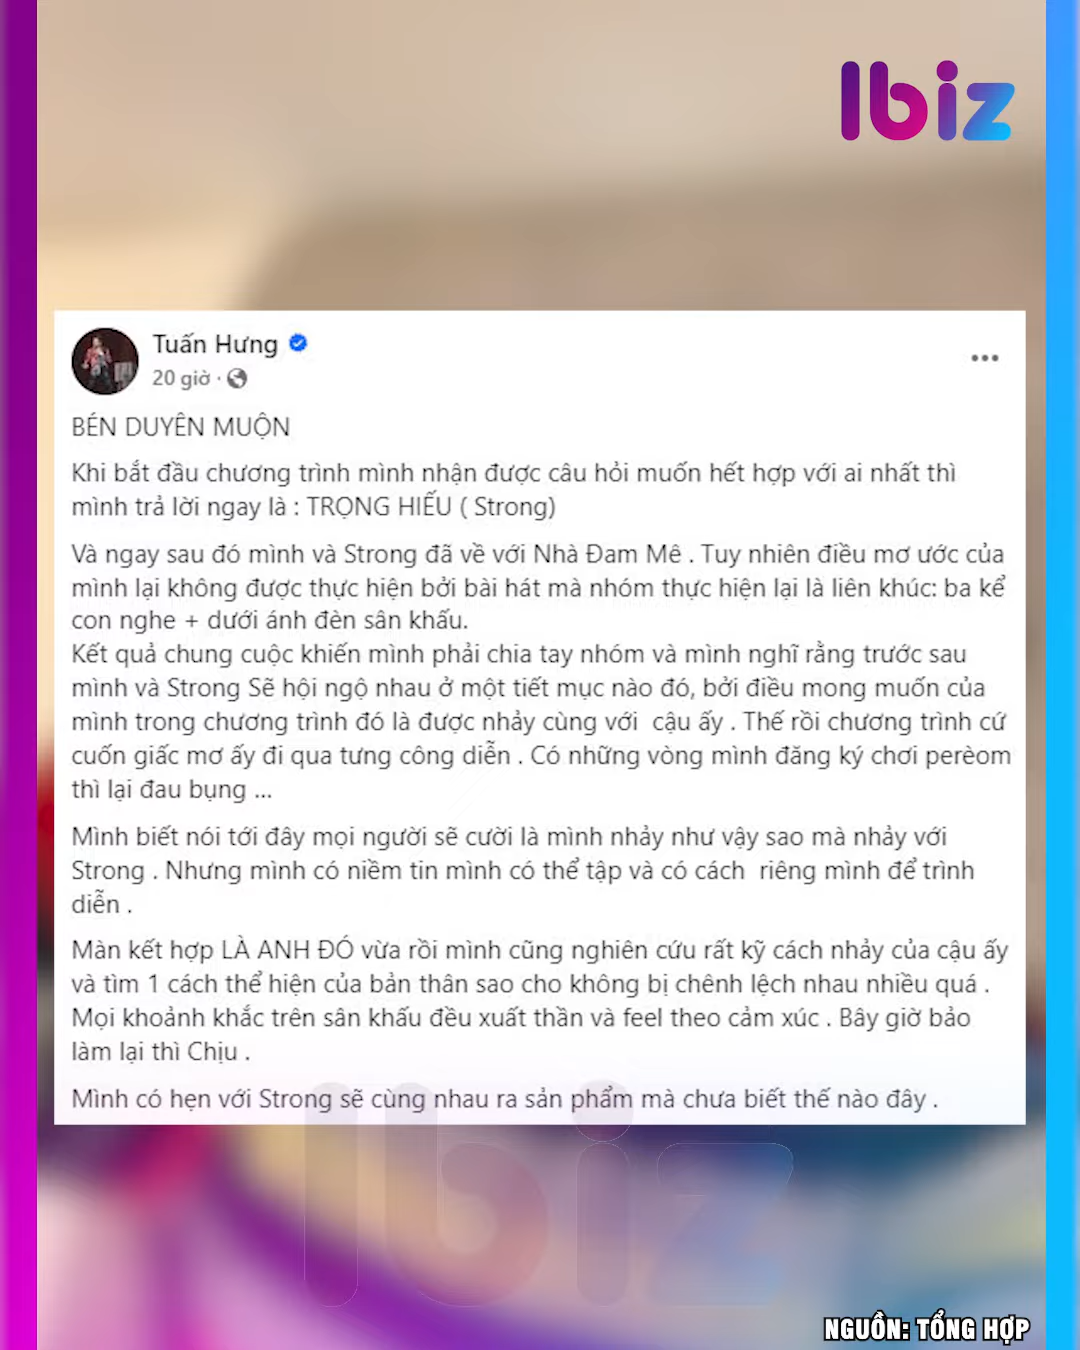 Ibiz
Tuấn Hưng
20 giờ ·
BÉN DUYÊN MUỘN
Khi bắt đầu chương trình mình nhận được câu hỏi muốn hết hợp với ai nhất thì
mình trả lời ngay là : TRỌNG HIẾU ( Strong)
Và ngay sau đó mình và Strong đã về với Nhà Đam Mê . Tuy nhiên điều mơ ước của
mình lại không được thực hiện bởi bài hát mà nhóm thực hiện lại là liên khúc: ba kể
con nghe + dưới ánh đèn sân khấu.
Kết quả chung cuộc khiến mình phải chia tay nhóm và mình nghĩ rằng trước sau
mình và Strong Sẽ hội ngộ nhau ở một tiết mục nào đó, bởi điều mong muốn của
mình trong chương trình đó là được nhảy cùng với cậu ấy . Thế rồi chương trình cứ
cuốn giấc mơ ấy đi qua tưng công diễn . Có những vòng mình đăng ký chơi perèom
thì lại đau bụng ...
Mình biết nói tới đây mọi người sẽ cười là mình nhảy như vậy sao mà nhảy với
Strong . Nhưng mình có niềm tin mình có thể tập và có cách riêng mình để trình
diễn .
Màn kết hợp LÀ ANH ĐÓ vừa rồi mình cũng nghiên cứu rất kỹ cách nhảy của cậu ấy
và tìm 1 cách thể hiện của bản thân sao cho không bị chênh lệch nhau nhiều quá .
Mọi khoảnh khắc trên sân khấu đều xuất thần và feel theo cảm xúc . Bây giờ bảo
làm lại thì Chịu .
Mình có hẹn với Strong sẽ cùng nhau ra sản phẩm mà chưa biết thế nào đây .
Ibiz
NGUỒN: TỔNG HỢP